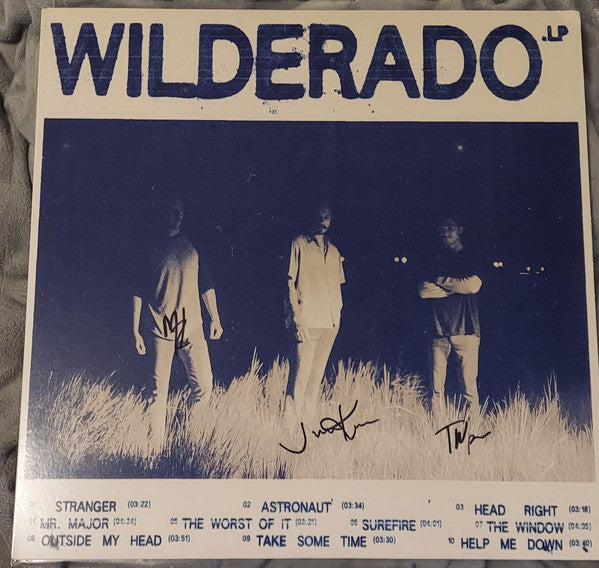 WILDERADO .LP
01 STRANGER (03:22) 02 ASTRONAUT (03:34) 03 HEAD RIGHT (03:18)
04 MR. MAJOR (04:24) 05 THE WORST OF IT (03:21) 06 SUREFIRE (04:01) 07 THE WINDOW (04:05)
08 OUTSIDE MY HEAD (03:51) 09 TAKE SOME TIME (03:30) 10 HELP ME DOWN (03:40)